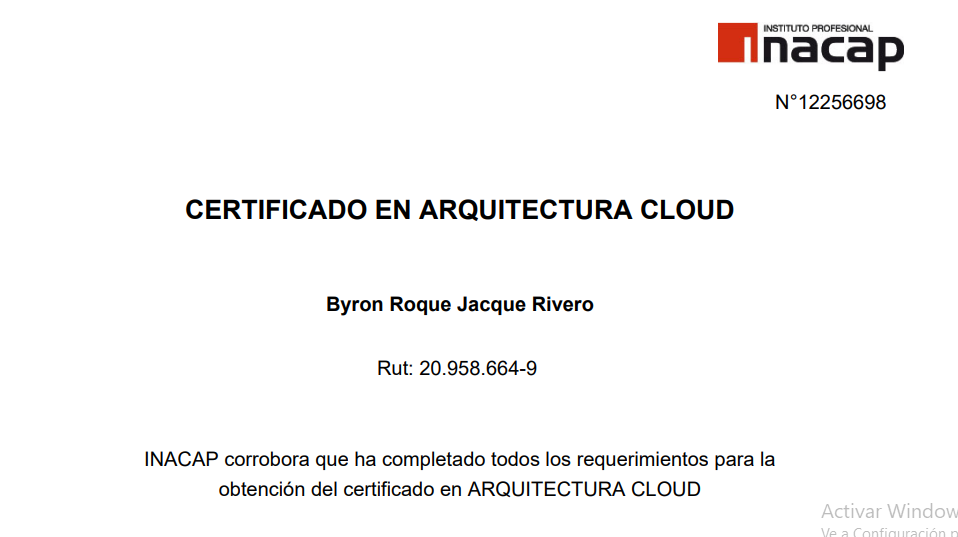 INSTITUTO PROFESIONAL
inacap
N°12256698
CERTIFICADO EN ARQUITECTURA CLOUD
Byron Roque Jacque Rivero
Rut: 20.958.664-9
INACAP corrobora que ha completado todos los requerimientos para la
obtención del certificado en ARQUITECTURA CLOUD
Activar Window
Ve a Configuración p